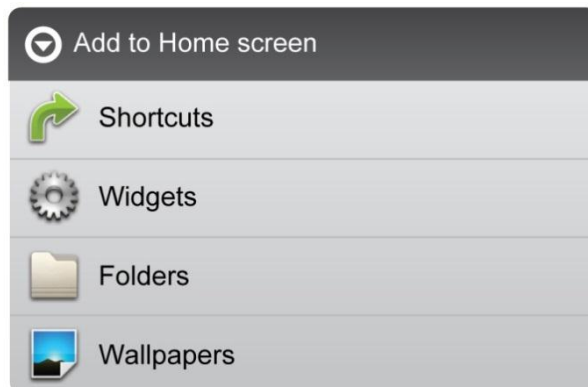 Add to Home screen
Shortcuts
Widgets
Folders
Wallpapers